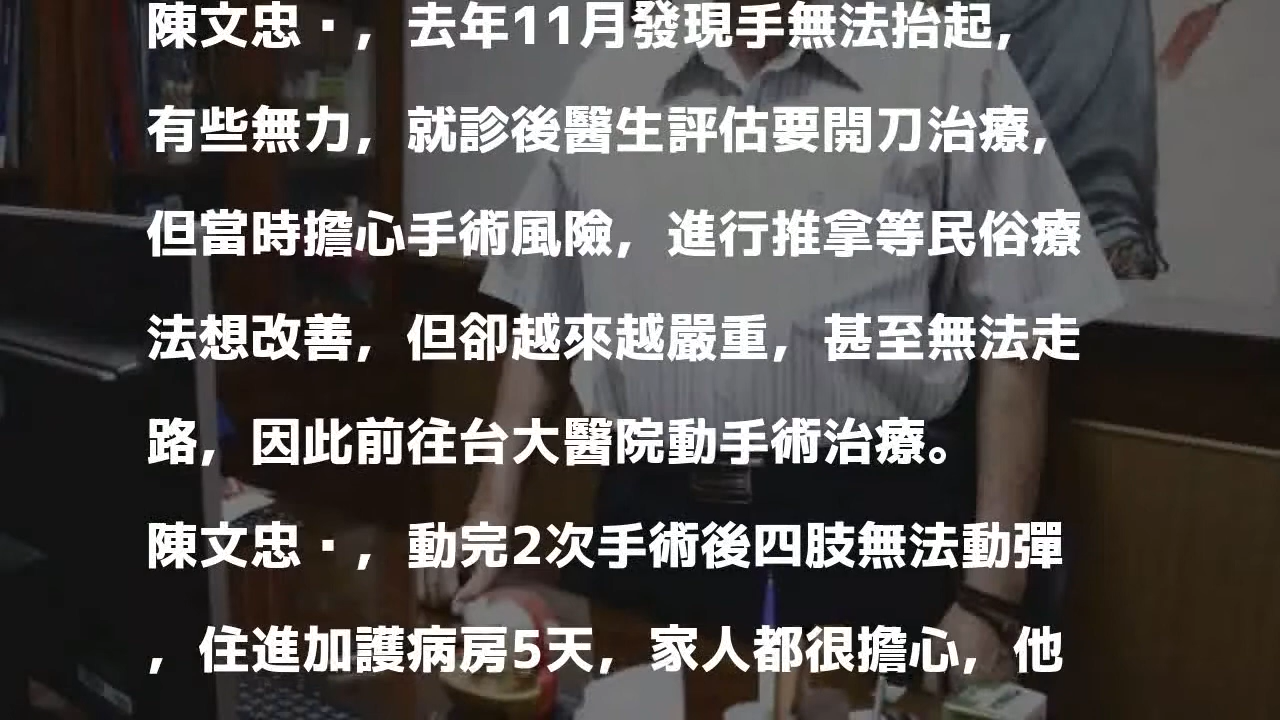 陳文忠·，去年11月發現手無法抬起，
有些無力，就診後醫生評估要開刀治療，
但當時擔心手術風險，進行推拿等民俗療
法想改善，但卻越來越嚴重，甚至無法走
路，因此前往台大醫院動手術治療。
陳文忠·，動完2次手術後四肢無法動彈
，住進加護病房5天，家人都很擔心，他